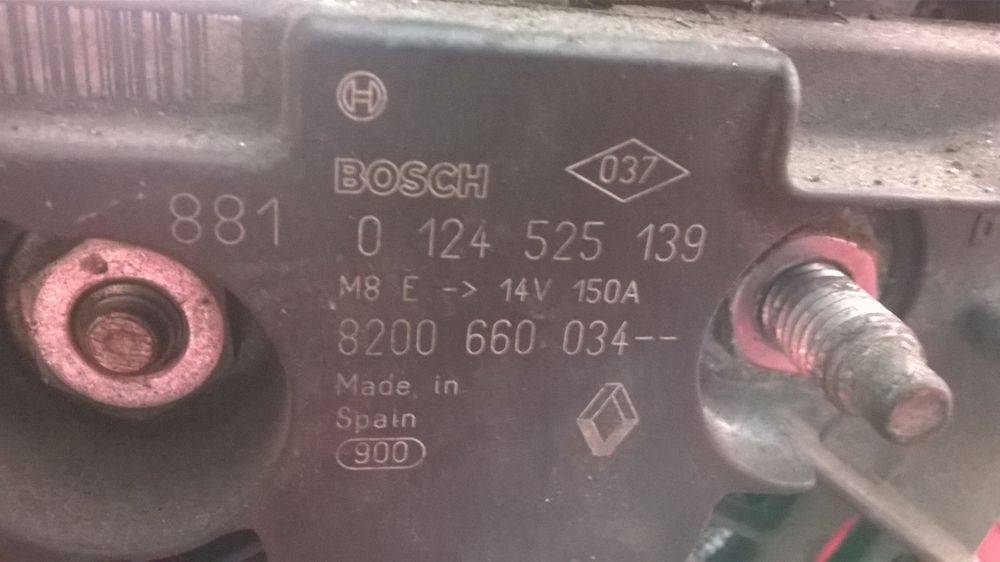 BOSCH
037
881 0 124 525 139
M8 E -> 14V 150A
8200 660 034--
Made in
Spain
900